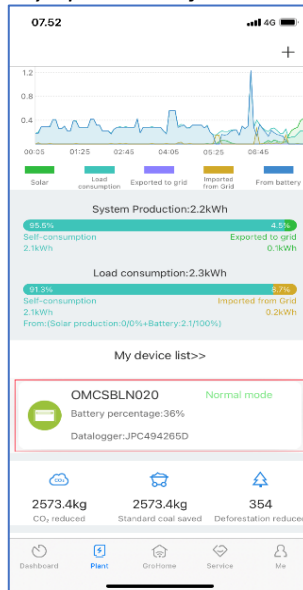 07.52
4G
+
1.2
0.8
0.4
00:05 01:25 02:45 04:05 05:25 06:45
Solar
Load consumption
Exported to grid
Imported from Grid
From battery
System Production:2.2kWh
95.5% 4.5%
Self-consumption Exported to grid
2.1kWh 0.1kWh
Load consumption:2.3kWh
91.3% 8.7%
Self-consumption Imported from Grid
2.1kWh 0.2kWh
From:(Solar production:0/0%+Battery:2.1/100%)
My device list>>
OMCSBLN020 Normal mode
Battery percentage:36%
Datalogger:JPC494265D
CO₂
2573.4kg 2573.4kg 354
CO₂ reduced Standard coal saved Deforestation reduced
Dashboard Plant GroHome Service Me